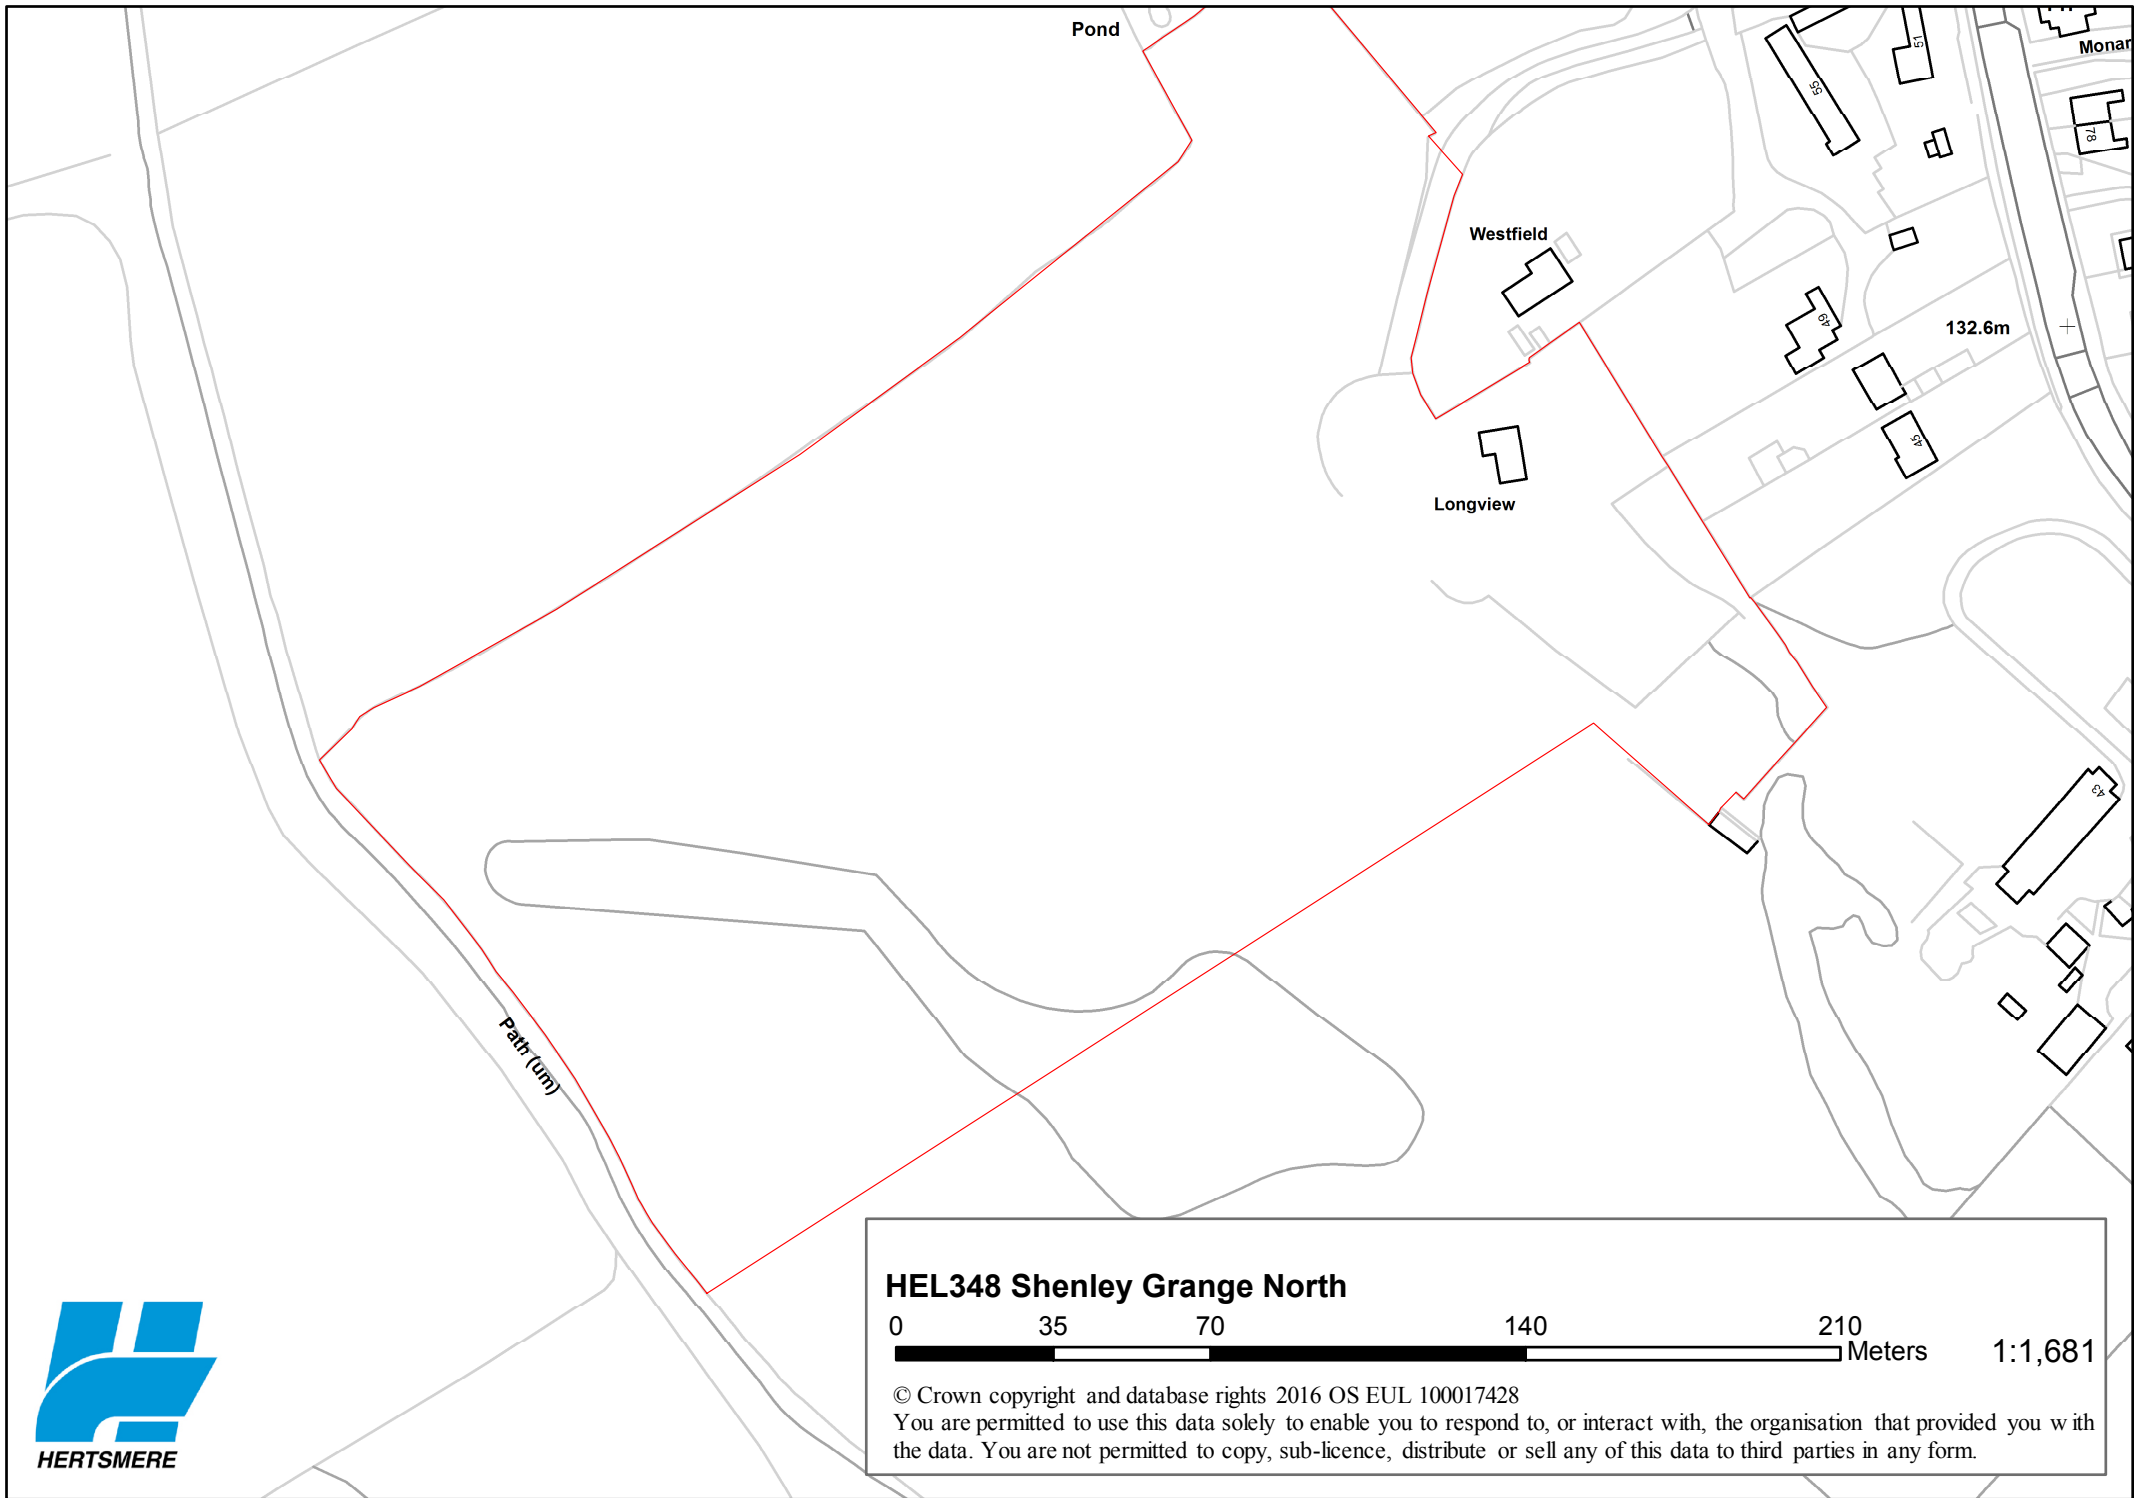 Pond
Monar
51
55
78
Westfield
49
132.6m
45
Longview
43
Path (um)
HEL348 Shenley Grange North
0 35 70 140 210
Meters
1:1,681
© Crown copyright and database rights 2016 OS EUL 100017428
You are permitted to use this data solely to enable you to respond to, or interact with, the organisation that provided you with
the data. You are not permitted to copy, sub-licence, distribute or sell any of this data to third parties in any form.
HERTSMERE